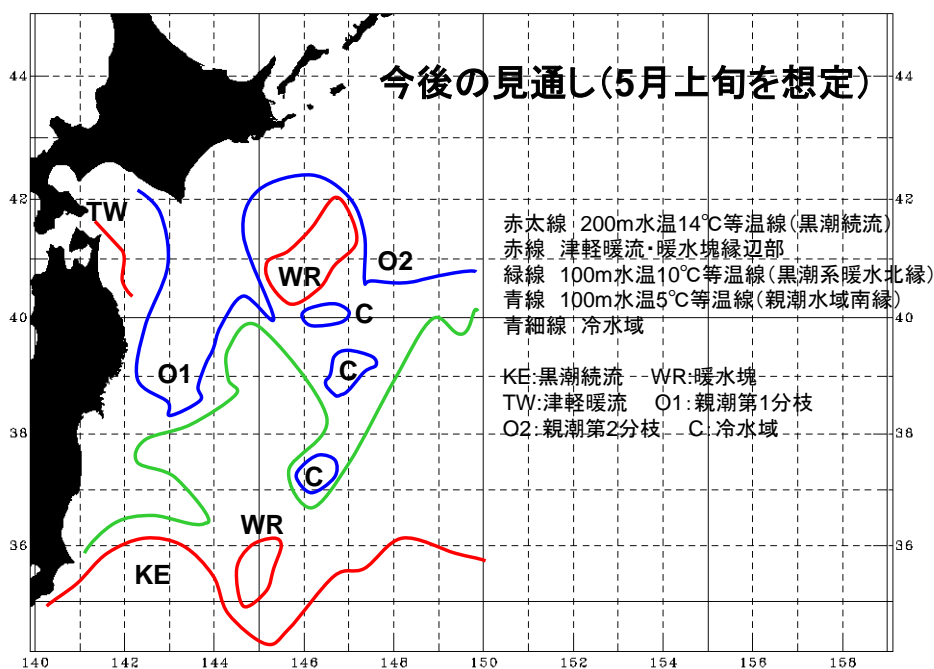 今後の見通し(5月上旬を想定)
44
44
42
42
TW
O2
WR
40
C
40
O1
C
38
38
C
WR
36
36
KE
赤太線 200m水温14℃等温線(黒潮続流)
赤線 津軽暖流・暖水塊縁辺部
緑線 100m水温10℃等温線(黒潮系暖水北縁)
青線 100m水温5℃等温線(親潮水域南縁)
青細線 冷水域
KE:黒潮続流 WR:暖水塊
TW:津軽暖流 O1:親潮第1分枝
O2:親潮第2分枝 C:冷水域
140 142 144 146 148 150 152 154 156 158